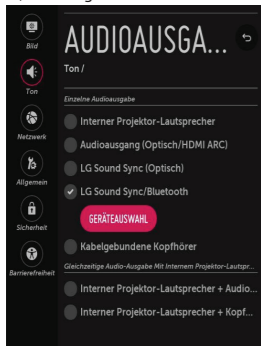 AUDIOAUSGA...
Ton /
Bild
Ton
Netzwerk
Allgemein
Sicherheit
Barrierefreiheit
Einzelne Audioausgabe
Interner Projektor-Lautsprecher
Audioausgang (Optisch/HDMI ARC)
LG Sound Sync (Optisch)
LG Sound Sync/Bluetooth
GERÄTEAUSWAHL
Kabelgebundene Kopfhörer
Gleichzeitige Audio-Ausgabe Mit Internem Projektor-Lautspr...
Interner Projektor-Lautsprecher + Audio...
Interner Projektor-Lautsprecher + Kopf...